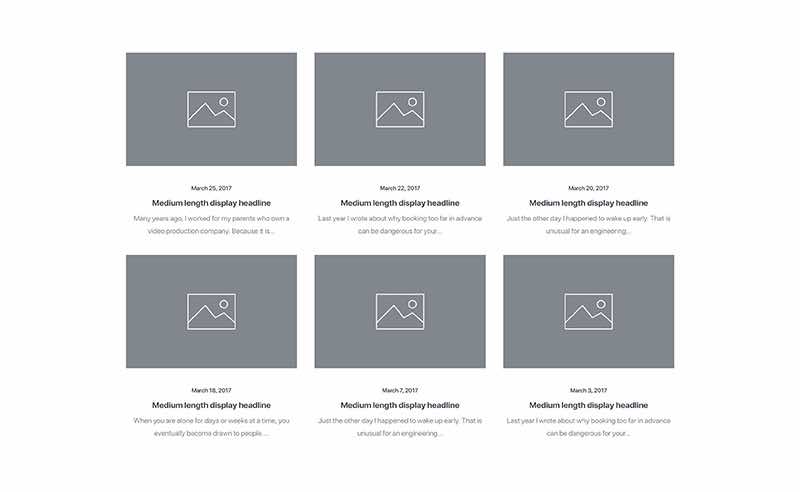 March 25, 2017
Medium length display headline
Many years ago, I worked for my parents who own a
video production company. Because it is...
March 22, 2017
Medium length display headline
Last year I wrote about why booking too far in advance
can be dangerous for your...
March 20, 2017
Medium length display headline
Just the other day I happened to wake up early. That is
unusual for an engineering...
March 18, 2017
Medium length display headline
When you are alone for days or weeks at a time, you
eventually become drawn to people....
March 7, 2017
Medium length display headline
Just the other day I happened to wake up early. That is
unusual for an engineering...
March 3, 2017
Medium length display headline
Last year I wrote about why booking too far in advance
can be dangerous for your...